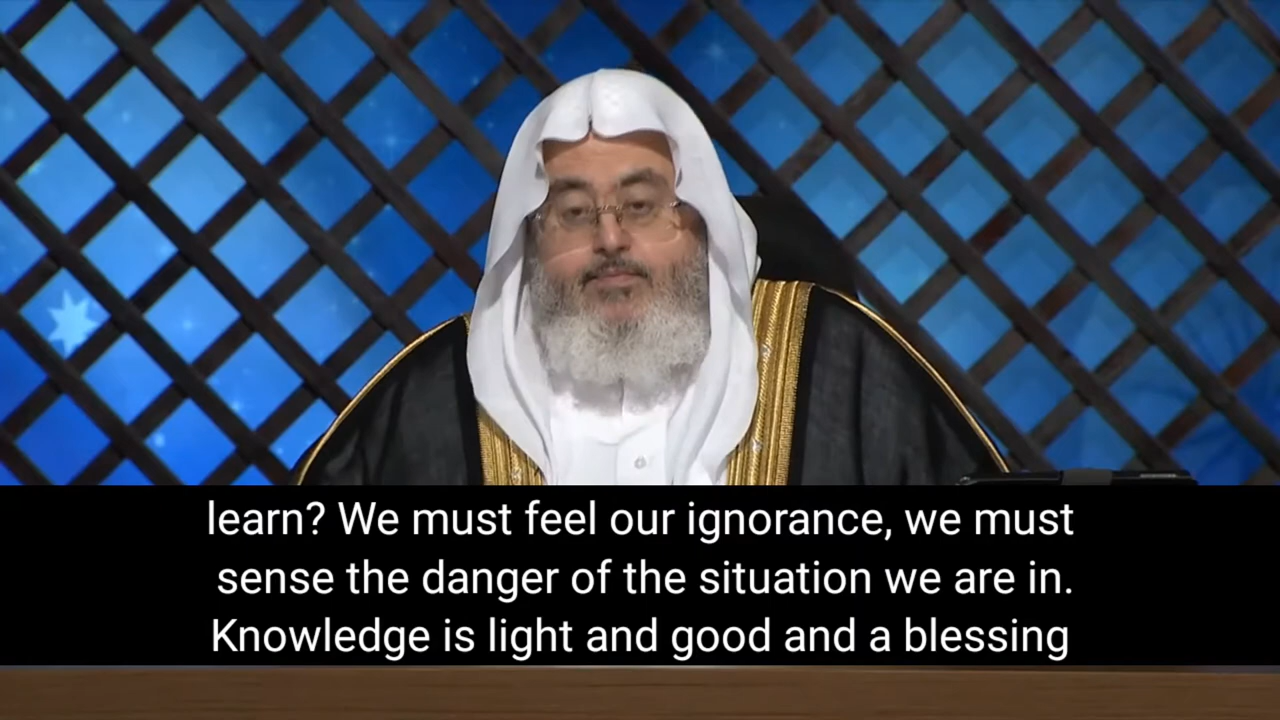 learn? We must feel our ignorance, we must
sense the danger of the situation we are in.
Knowledge is light and good and a blessing